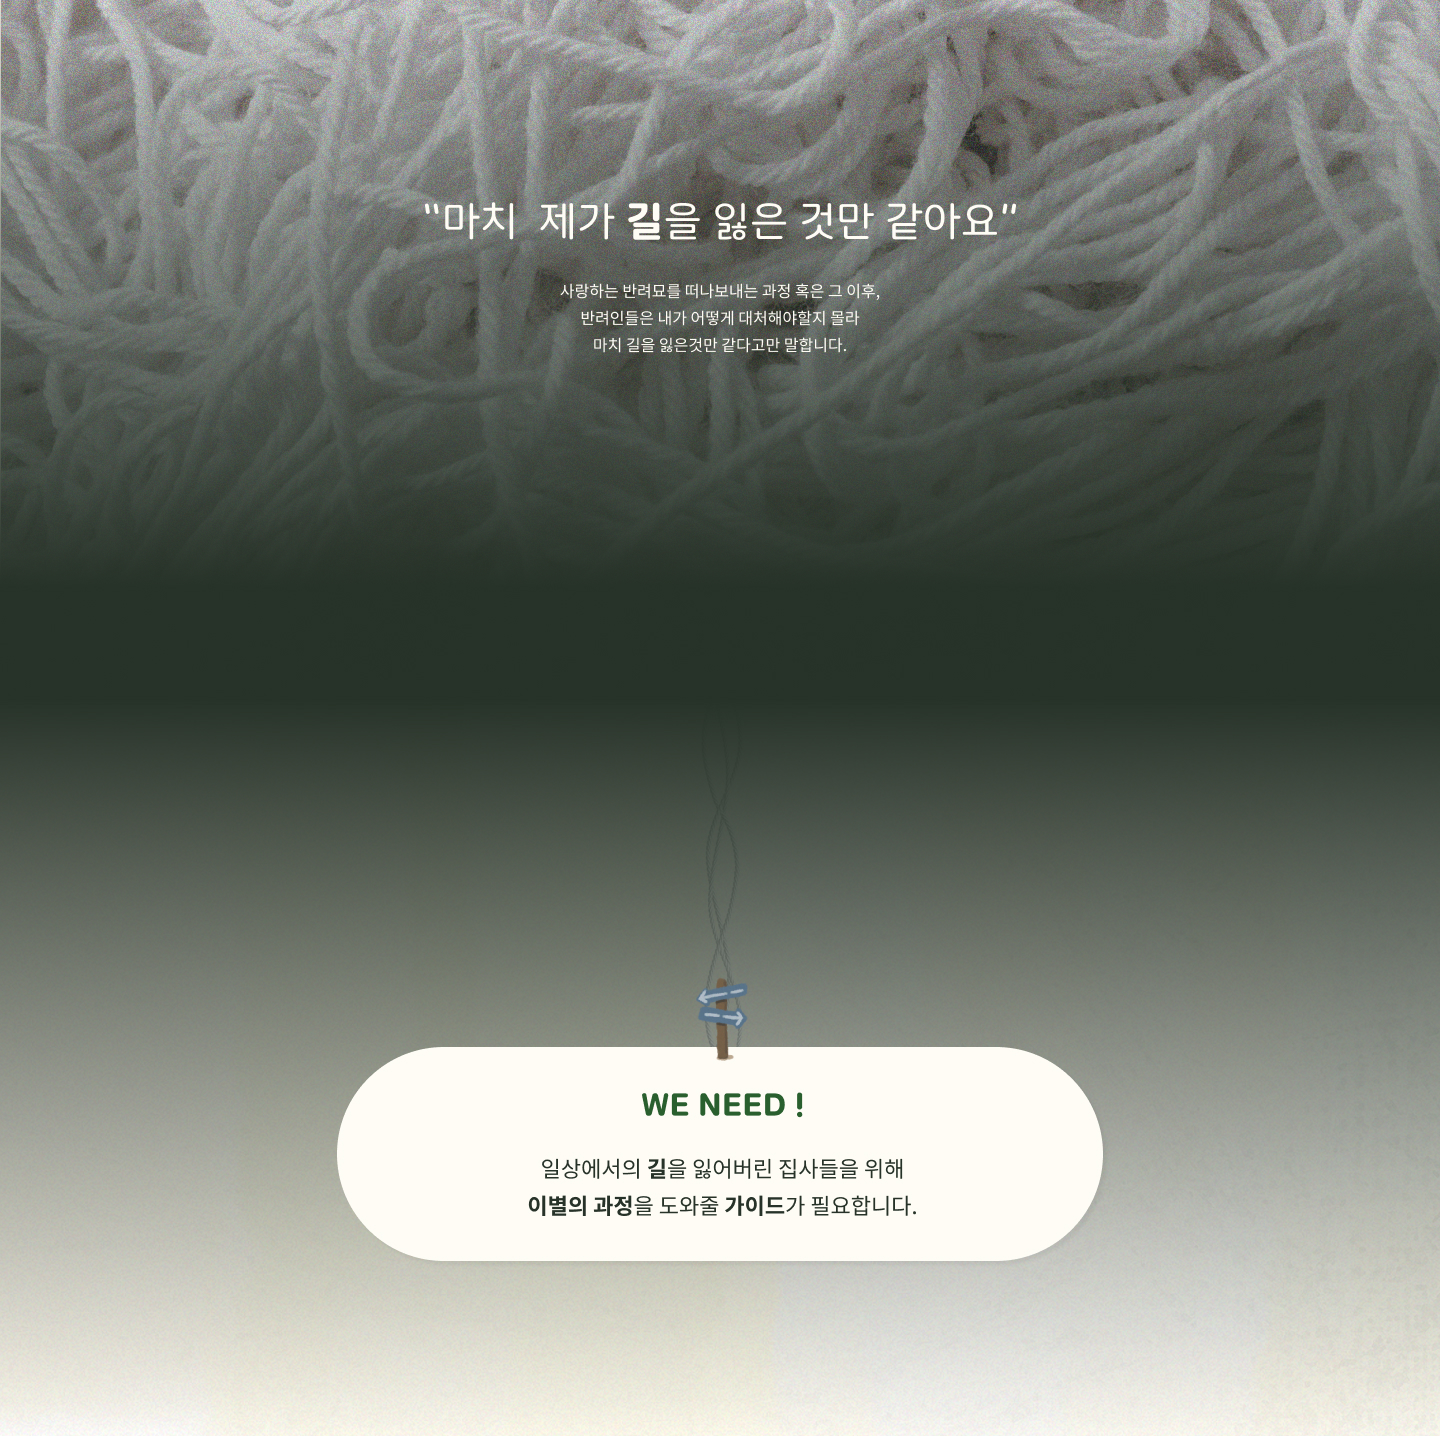 "마치  제가 길을 잃은 것만 같아요"
사랑하는 반려묘를 떠나보내는 과정 혹은 그 이후,
반려인들은 내가 어떻게 대처해야할지 몰라
마치 길을 잃은것만 같다고만 말합니다.
WE NEED !
일상에서의 길을 잃어버린 집사들을 위해
이별의 과정을 도와줄 가이드가 필요합니다.